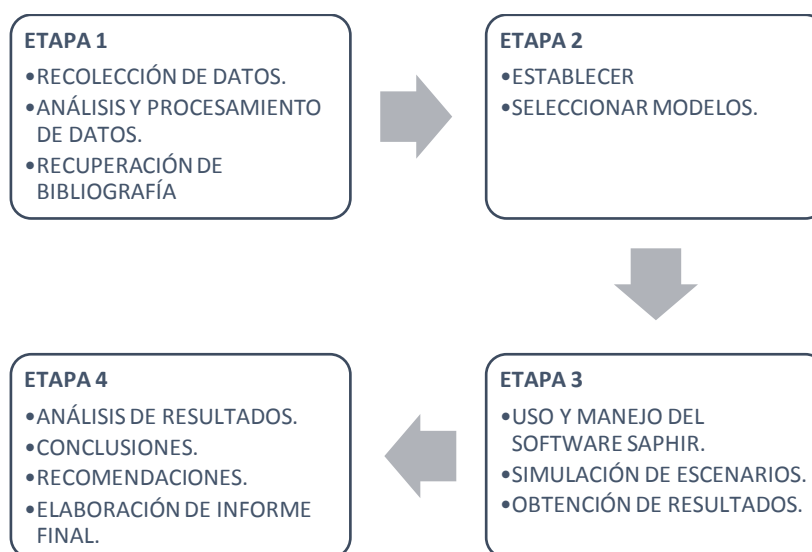 ETAPA 1
•RECOLECCIÓN DE DATOS.
•ANÁLISIS Y PROCESAMIENTO
DE DATOS.
•RECUPERACIÓN DE
BIBLIOGRAFÍA
ETAPA 2
•ESTABLECER
•SELECCIONAR MODELOS.
ETAPA 3
•USO Y MANEJO DEL
SOFTWARE SAPHIR.
•SIMULACIÓN DE ESCENARIOS.
•OBTENCIÓN DE RESULTADOS.
ETAPA 4
•ANÁLISIS DE RESULTADOS.
•CONCLUSIONES.
•RECOMENDACIONES.
•ELABORACIÓN DE INFORME
FINAL.